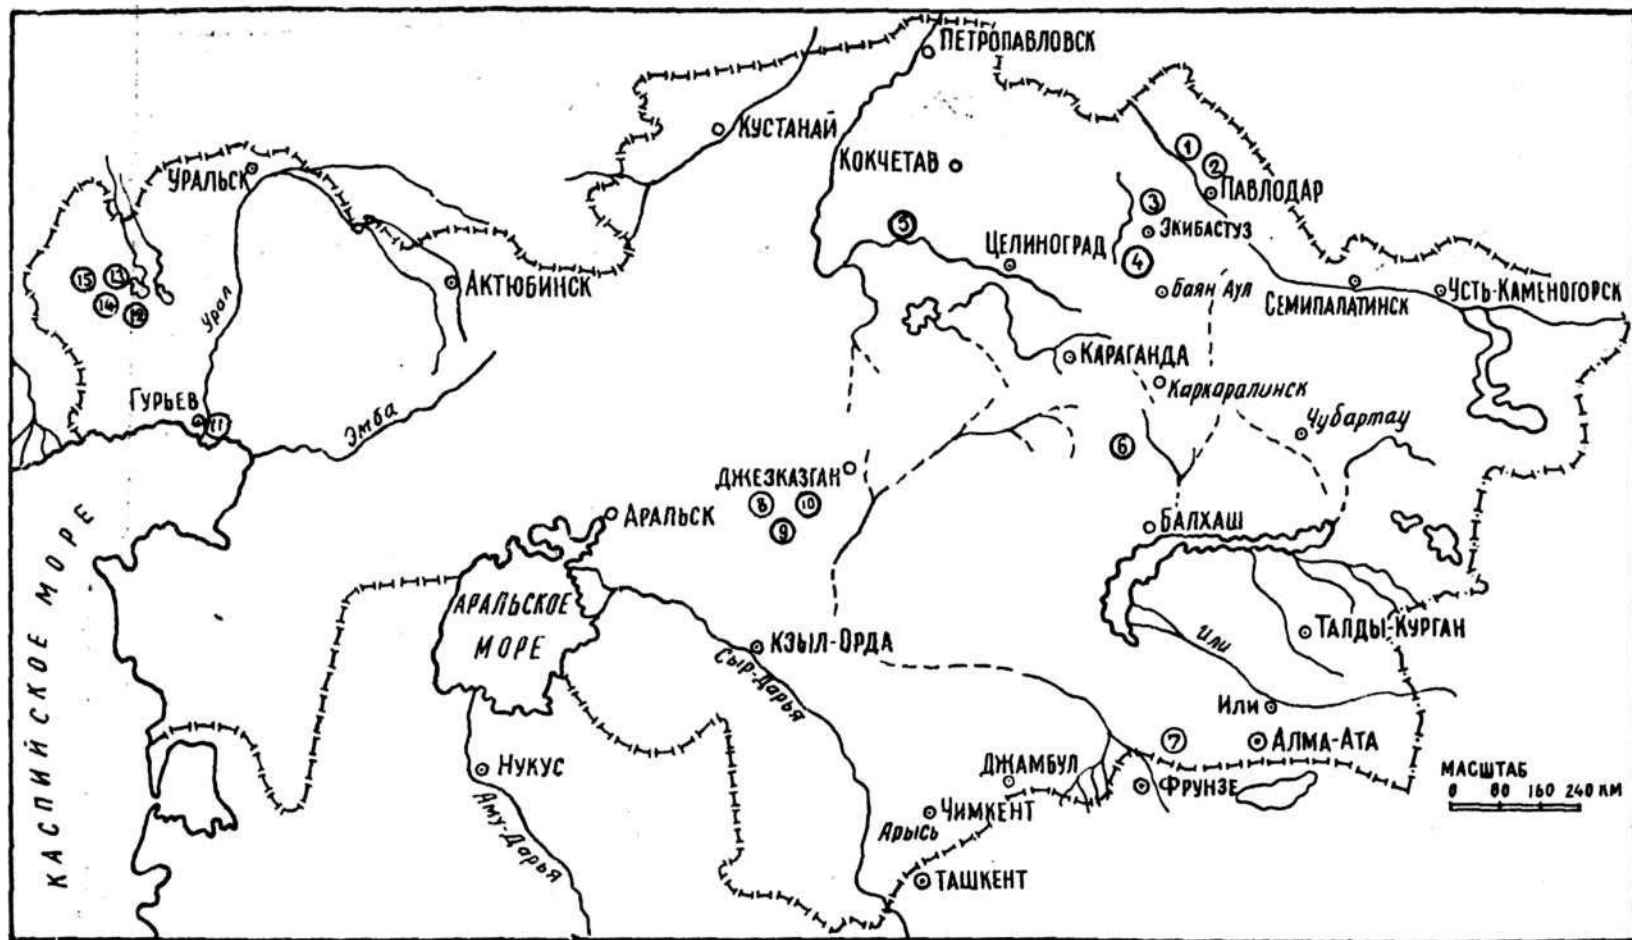 ПЕТРОПАВЛОВСК
КУСТАНАЙ
КОКЧЕТАВ
1
2
ПАВЛОДАР
УРАЛЬСК
3
ЭКИБАСТУЗ
5
ЦЕЛИНОГРАД
4
Баян Аул
АКТЮБИНСК
СЕМИПАЛАТИНСК
УСТЬ-КАМЕНОГОРСК
15
13
14
12
Урал
КАРАГАНДА
Каркаралинск
ГУРЬЕВ
11
Эмба
Чубартау
6
ДЖЕЗКАЗГАН
8
10
9
АРАЛЬСК
БАЛХАШ
КАСПИЙСКОЕ МОРЕ
АРАЛЬСКОЕ
МОРЕ
КЗЫЛ-ОРДА
Сыр-Дарья
Или
ТАЛДЫ-КУРГАН
Или
7
АЛМА-АТА
НУКУС
Аму-Дарья
ДЖАМБУЛ
ФРУНЗЕ
Арысь
ЧИМКЕНТ
ТАШКЕНТ
МАСШТАБ
0 80 160 240 КМ